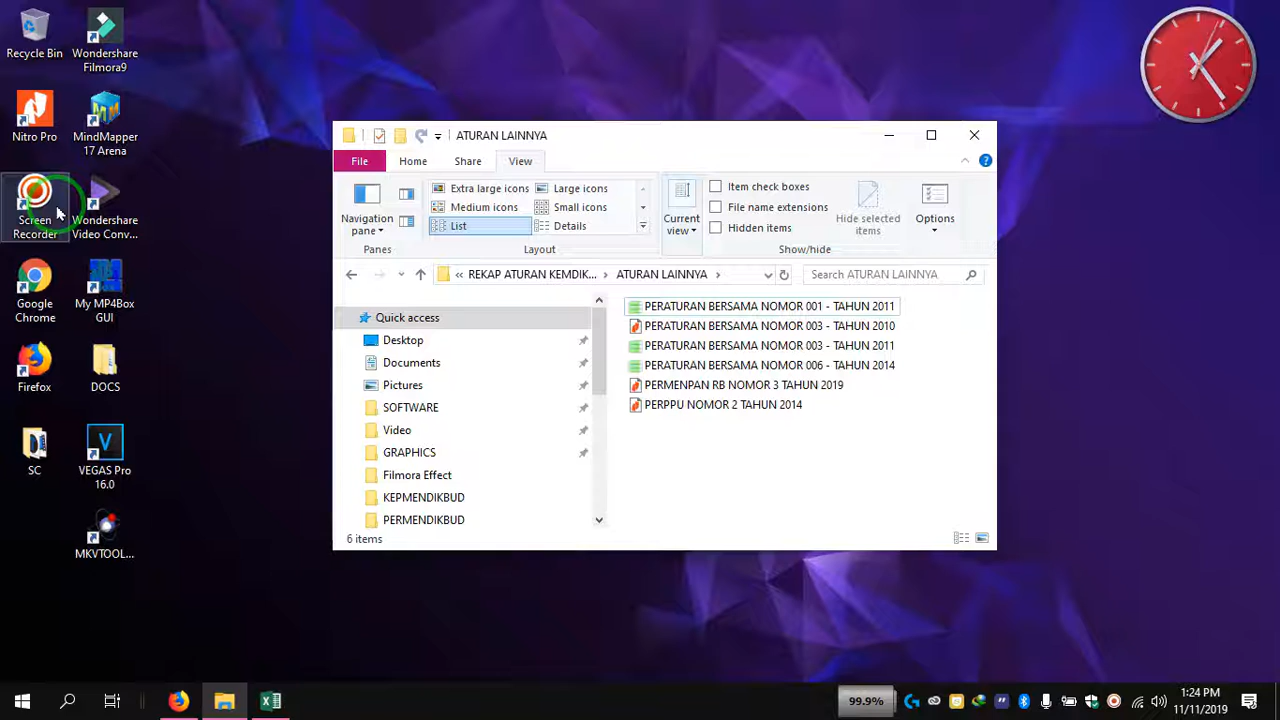 Recycle Bin
Wondershare Filmora9
Nitro Pro
MindMapper 17 Arena
Screen Recorder
Wondershare Video Conv...
Google Chrome
My MP4Box GUI
Firefox
DOCS
SC
VEGAS Pro 16.0
MKVTOOL...
ATURAN LAINNYA
File
Home
Share
View
Navigation pane
Panes
Extra large icons
Large icons
Medium icons
Small icons
List
Details
Layout
Current view
Item check boxes
File name extensions
Hidden items
Hide selected items
Show/hide
Options
« REKAP ATURAN KEMDIK... › ATURAN LAINNYA ›
Search ATURAN LAINNYA
Quick access
Desktop
Documents
Pictures
SOFTWARE
Video
GRAPHICS
Filmora Effect
KEPMENDIKBUD
PERMENDIKBUD
PERATURAN BERSAMA NOMOR 001 - TAHUN 2011
PERATURAN BERSAMA NOMOR 003 - TAHUN 2010
PERATURAN BERSAMA NOMOR 003 - TAHUN 2011
PERATURAN BERSAMA NOMOR 006 - TAHUN 2014
PERMENPAN RB NOMOR 3 TAHUN 2019
PERPPU NOMOR 2 TAHUN 2014
6 items
99.9%
1:24 PM
11/11/2019